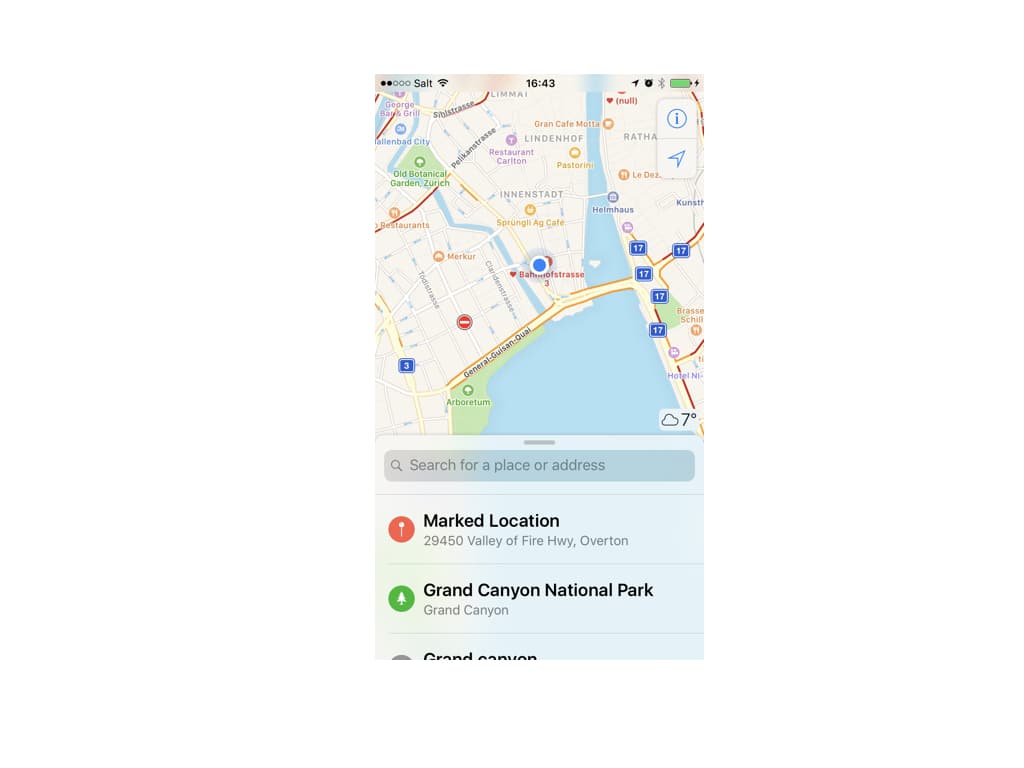 Salt
16:43
LIMMAT
George
Bar & Grill
Sihlstrasse
(null)
Gran Cafe Motta
allenbad City
Pelikanstrasse
LINDENHOF
RATHA
Restaurant
Carlton
Pastorini
Old Botanical
Garden, Zurich
Le Dez
INNENSTADT
Helmhaus
Kunsth
Restaurants
Sprüngli Ag Café
17
17
Merkur
17
Bahnhofstrasse
3
Tödistrasse
Claridenstrasse
17
Brasse
Schill
17
General-Guisan-Quai
3
Hotel NI-
Arboretum
7°
Search for a place or address
Marked Location
29450 Valley of Fire Hwy, Overton
Grand Canyon National Park
Grand Canyon
Grand canyon